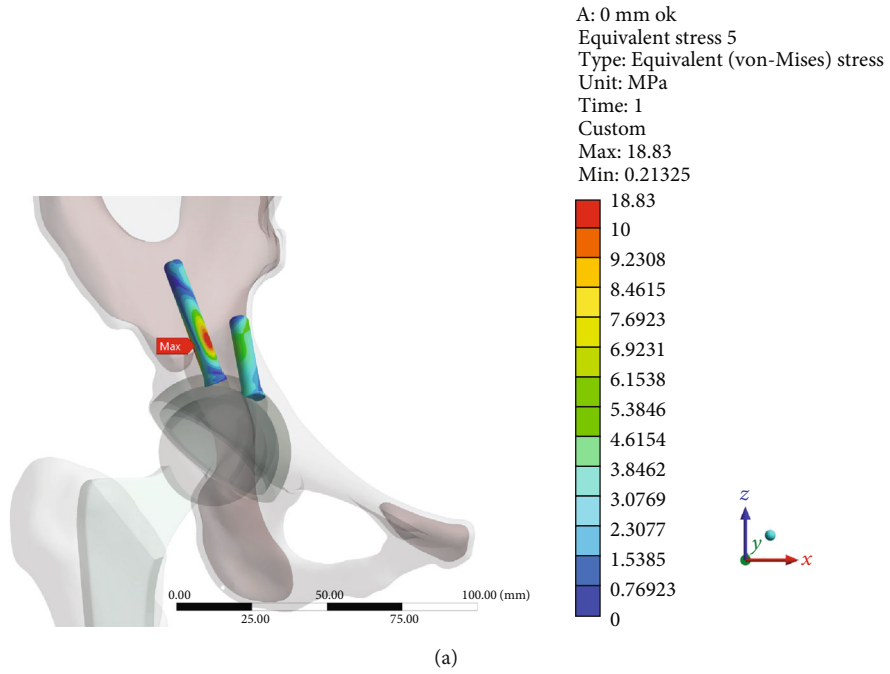 A: 0 mm ok
Equivalent stress 5
Type: Equivalent (von-Mises) stress
Unit: MPa
Time: 1
Custom
Max: 18.83
Min: 0.21325
18.83
10
9.2308
8.4615
7.6923
6.9231
6.1538
5.3846
4.6154
3.8462
3.0769
2.3077
1.5385
0.76923
0
Max
z
y
x
0.00 50.00 100.00 (mm)
25.00 75.00
(a)